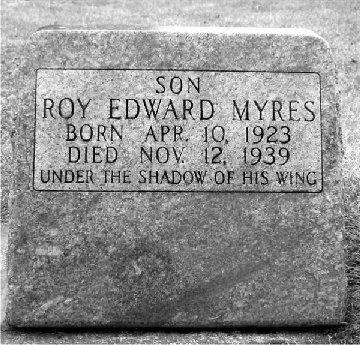 SON
ROY EDWARD MYRES
BORN APR. 10, 1923
DIED NOV. 12, 1939
UNDER THE SHADOW OF HIS WING